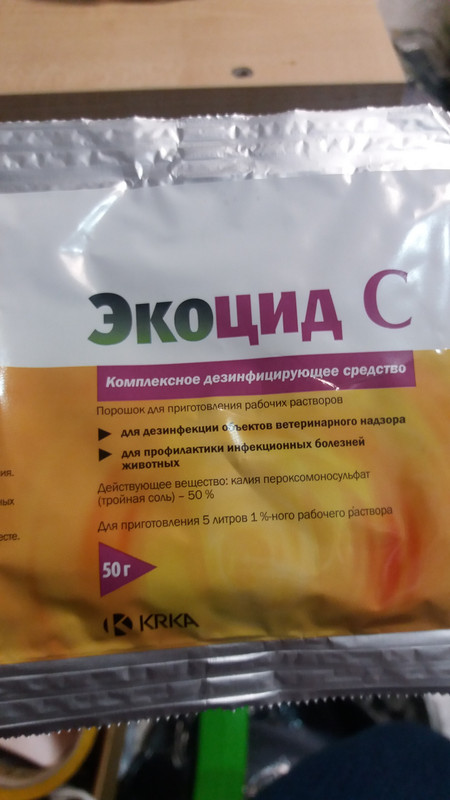 Экоцид С
Комплексное дезинфицирующее средство
Порошок для приготовления рабочих растворов
для дезинфекции объектов ветеринарного надзора
для профилактики инфекционных болезней
животных
Действующее вещество: калия пероксомоносульфат
(тройная соль) – 50 %
Для приготовления 5 литров 1 %-ного рабочего раствора
50 г
KRKA